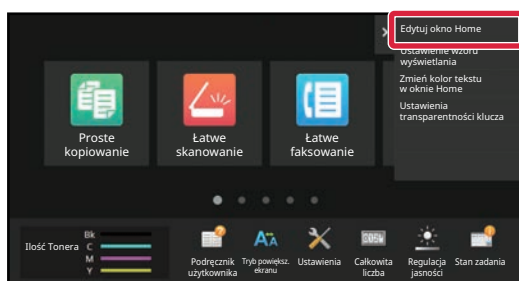 Edytuj okno Home
Ustawienie wzoru
wyświetlania
Zmień kolor tekstu
w oknie Home
Ustawienia
transparentności klucza
Proste
kopiowanie
Łatwe
skanowanie
Łatwe
faksowanie
Ilość Tonera
Bk
C
M
Y
Podręcznik
użytkownika
Tryb powiększ.
ekranu
Ustawienia
Całkowita
liczba
Regulacja
jasności
Stan zadania